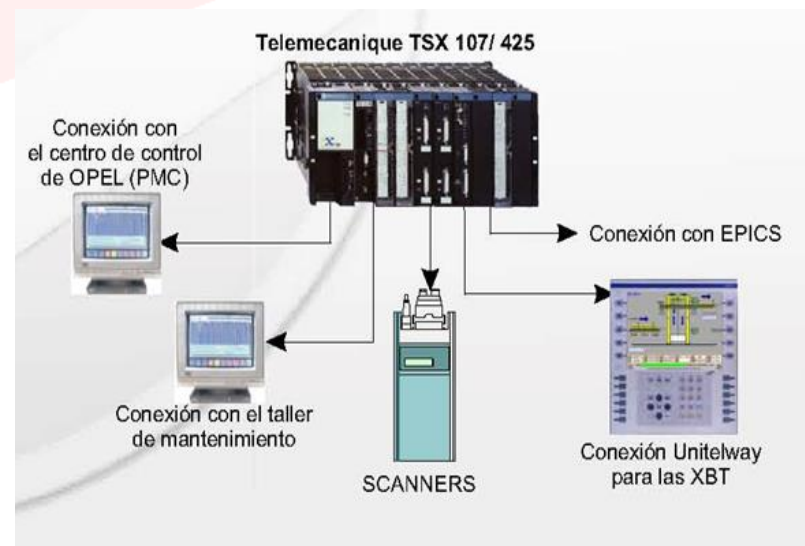 Telemecanique TSX 107/ 425
Conexión con
el centro de control
de OPEL (PMC)
Conexión con EPICS
Conexión con el taller
de mantenimiento
SCANNERS
Conexión Unitelway
para las XBT